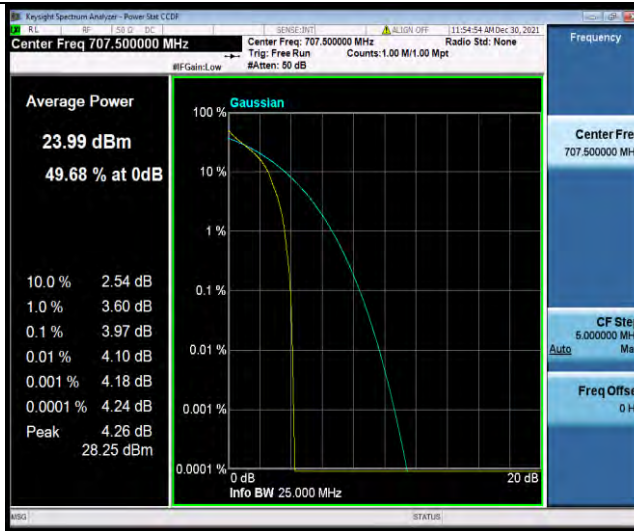 Keysight Spectrum Analyzer - Power Stat CCDF
RL RF 50 Ω DC SENSE:INT ALIGN OFF 11:54:54 AM Dec 30, 2021
Center Freq 707.500000 MHz
Center Freq: 707.500000 MHz Radio Std: None
Trig: Free Run Counts:1.00 M/1.00 Mpt
#IFGain:Low #Atten: 50 dB
Frequency
Average Power
23.99 dBm
49.68 % at 0dB
10.0 % 2.54 dB
1.0 % 3.60 dB
0.1 % 3.97 dB
0.01 % 4.10 dB
0.001 % 4.18 dB
0.0001 % 4.24 dB
Peak 4.26 dB
28.25 dBm
Gaussian
100 %
10 %
1 %
0.1 %
0.01 %
0.001 %
0.0001 %
0 dB 20 dB
Info BW 25.000 MHz
Center Fre
707.500000 MH
CF Ste
5.000000 MH
Auto Ma
Freq Offse
0 H
MSG STATUS